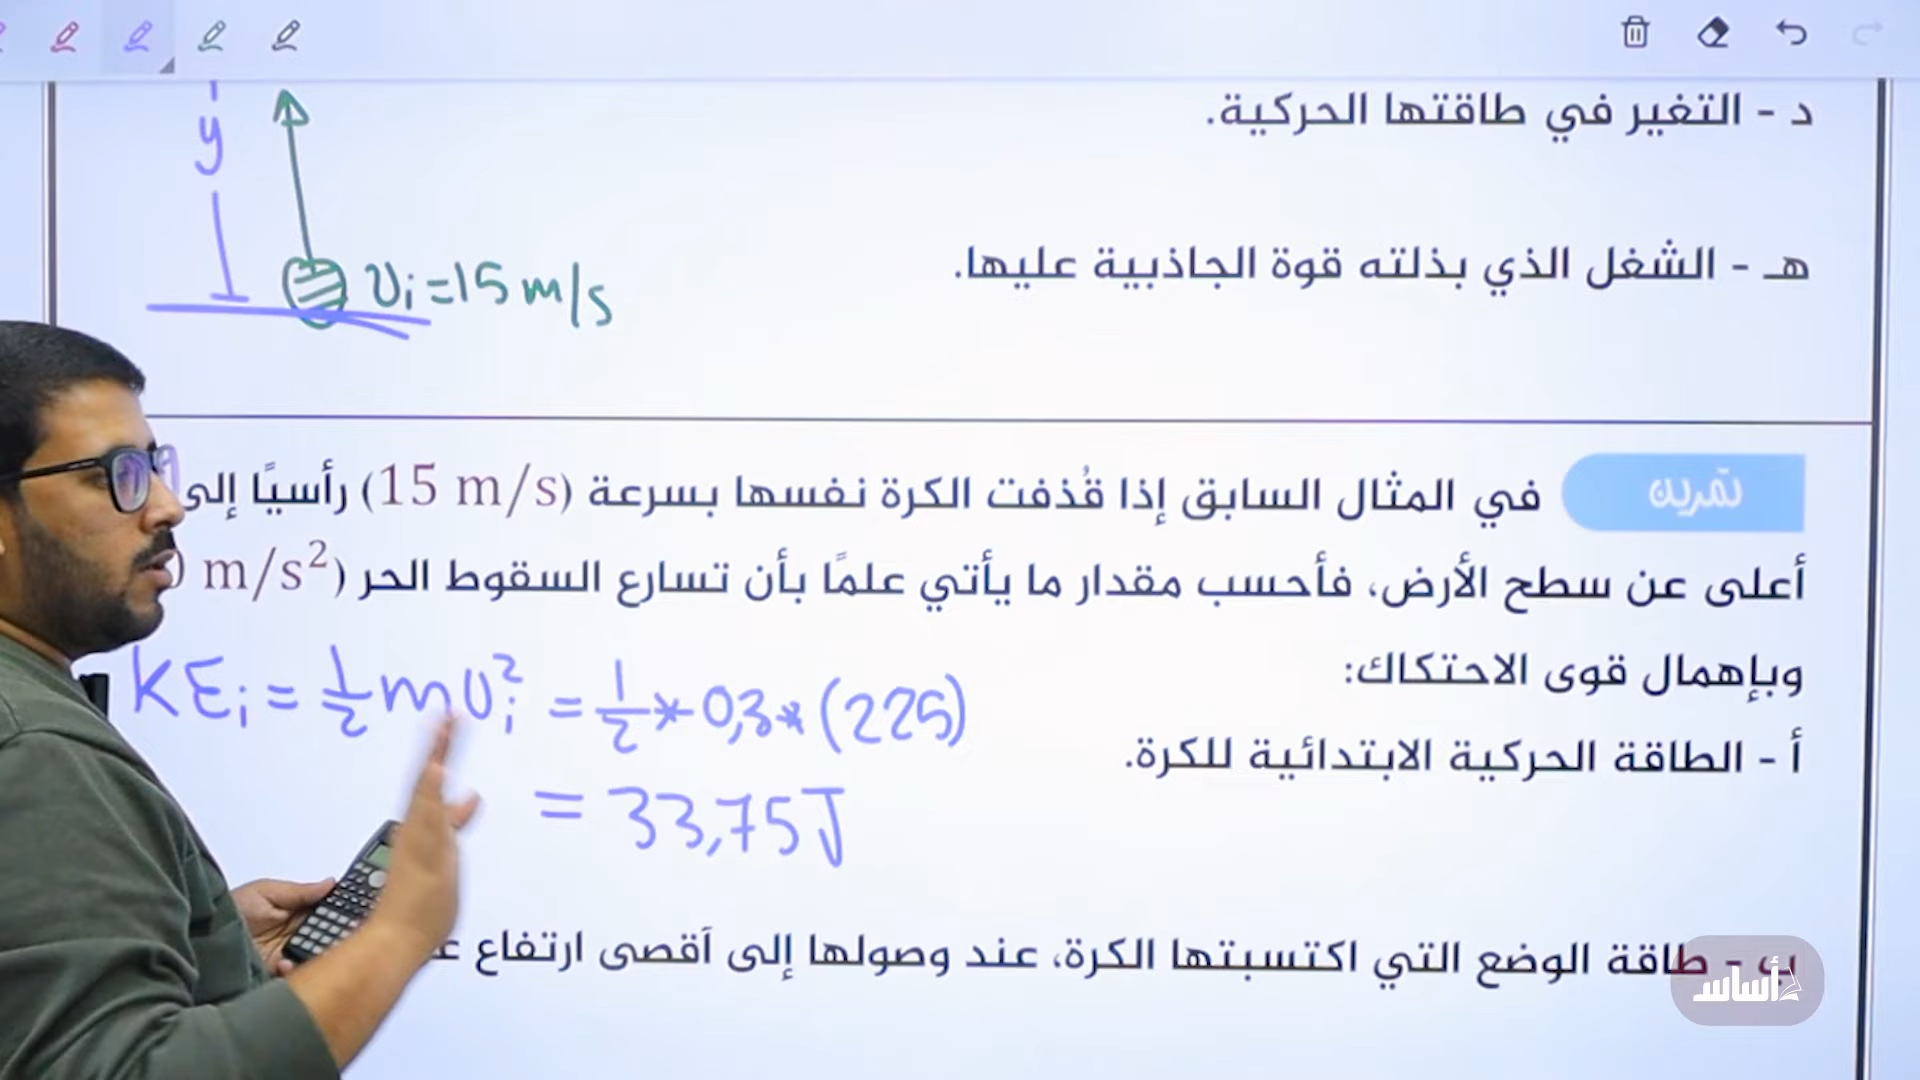 د - التغير في طاقتها الحركية.
y
هـ - الشغل الذي بذلته قوة الجاذبية عليها.
υi=15 m/s
تمرين
في المثال السابق إذا قُذفت الكرة نفسها بسرعة (15 m/s) رأسيًا إلى
أعلى عن سطح الأرض، فأحسب مقدار ما يأتي علمًا بأن تسارع السقوط الحر ( m/s²
وبإهمال قوى الاحتكاك:
KEi = 1/2 mυi² = 1/2 * 0,3 * (225)
أ - الطاقة الحركية الابتدائية للكرة.
= 33,75 J
ب - طاقة الوضع التي اكتسبتها الكرة، عند وصولها إلى أقصى ارتفاع
أساس